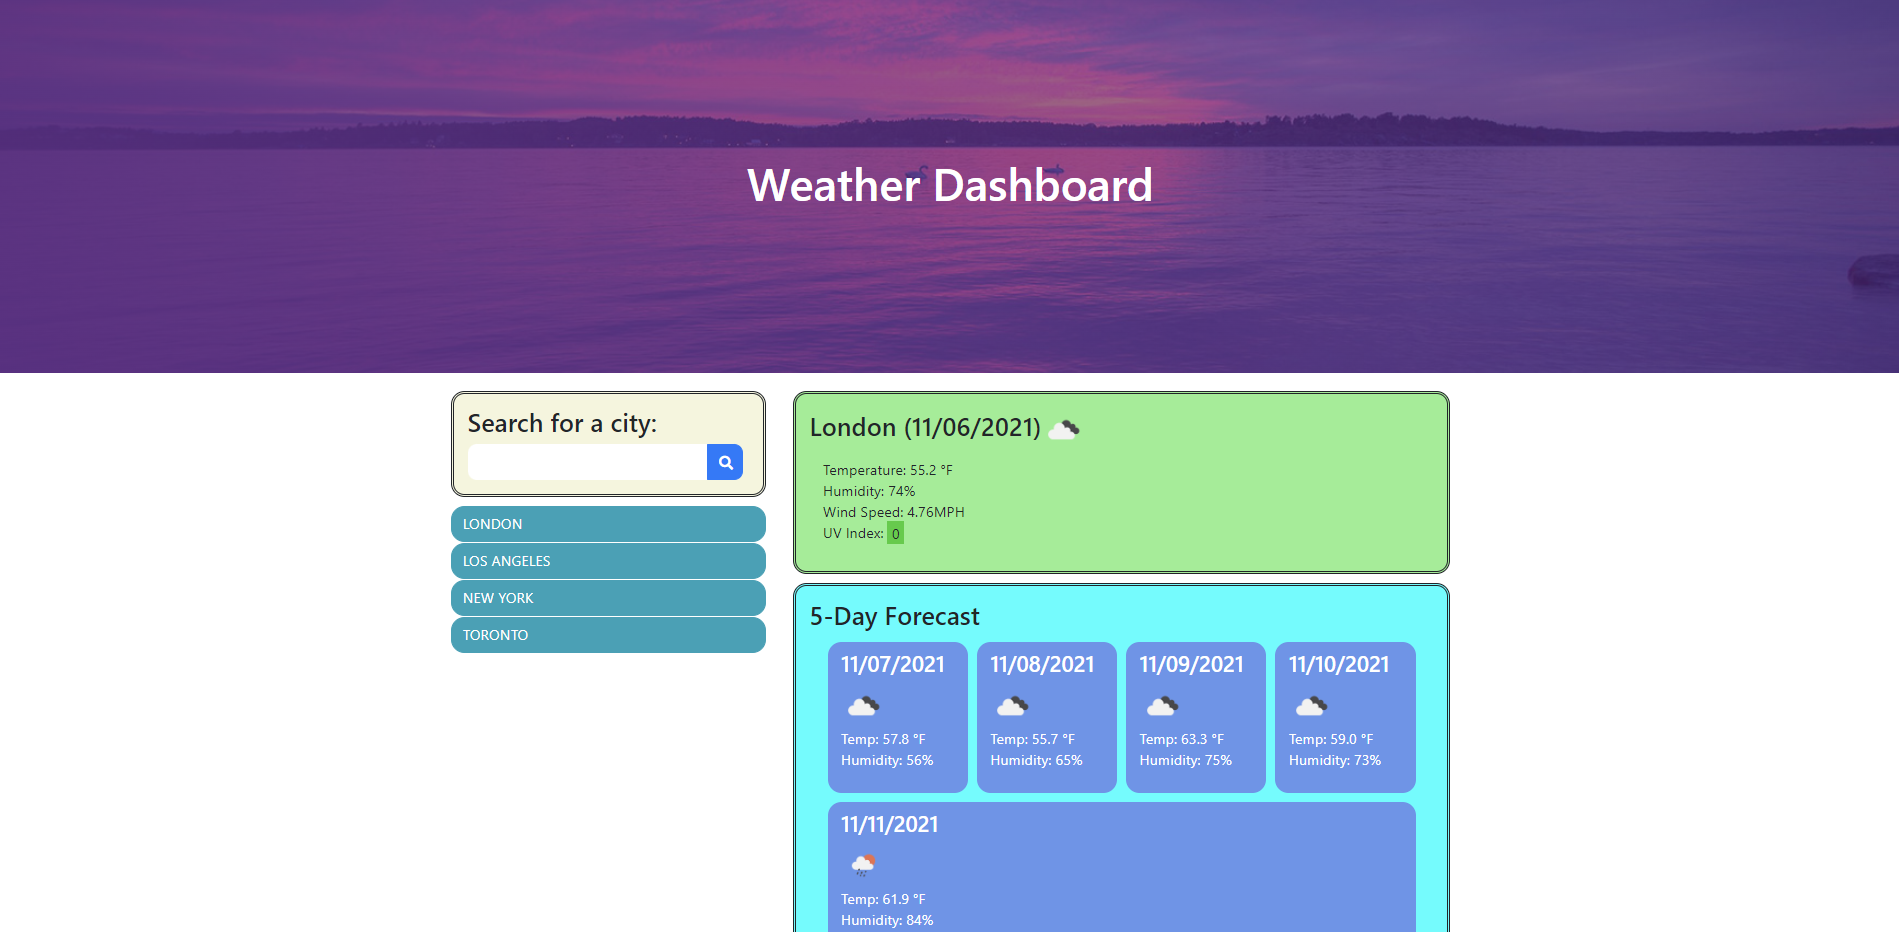 Weather Dashboard
Search for a city:
LONDON
LOS ANGELES
NEW YORK
TORONTO
London (11/06/2021)
Temperature: 55.2 °F
Humidity: 74%
Wind Speed: 4.76MPH
UV Index: 0
5-Day Forecast
11/07/2021
Temp: 57.8 °F
Humidity: 56%
11/08/2021
Temp: 55.7 °F
Humidity: 65%
11/09/2021
Temp: 63.3 °F
Humidity: 75%
11/10/2021
Temp: 59.0 °F
Humidity: 73%
11/11/2021
Temp: 61.9 °F
Humidity: 84%